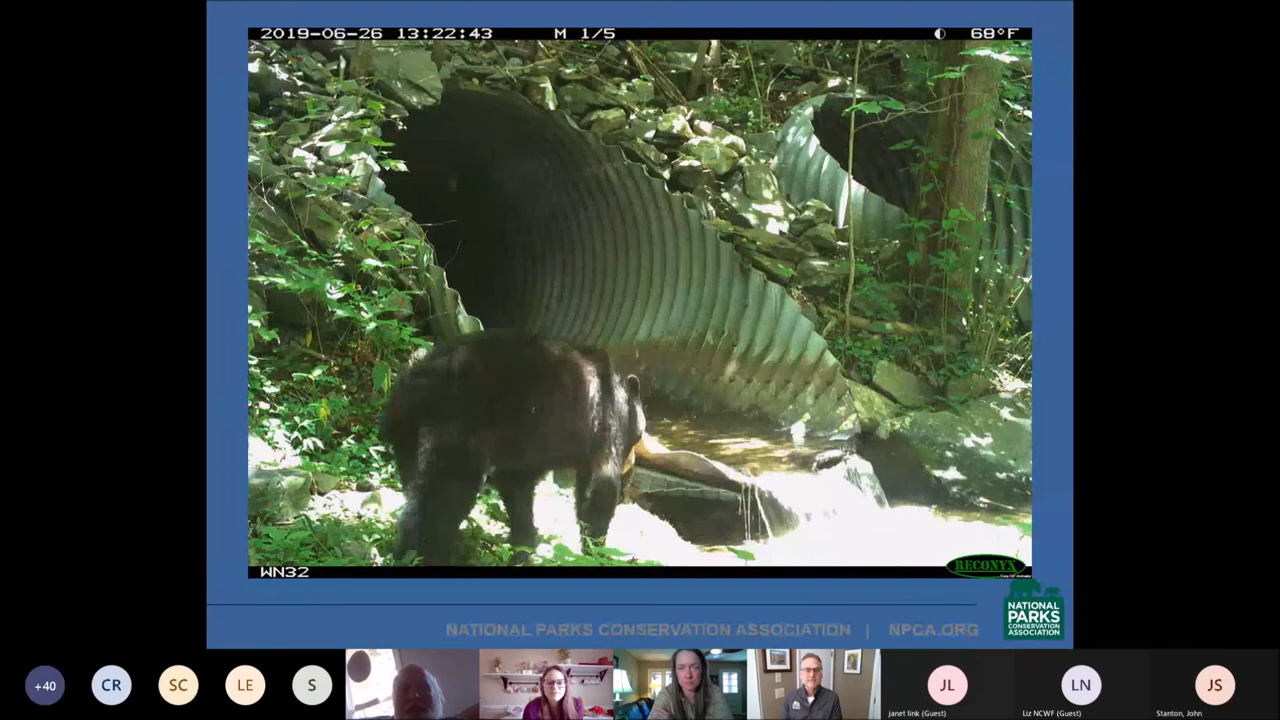 2019-06-26 13:22:43 M 1/5 68°F
WN32
RECONYX
NATIONAL PARKS CONSERVATION ASSOCIATION | NPCA.ORG
NATIONAL
PARKS
CONSERVATION
ASSOCIATION
+40 CR SC LE S JL LN JS
janet link (Guest) Liz NCWF (Guest) Stanton, John